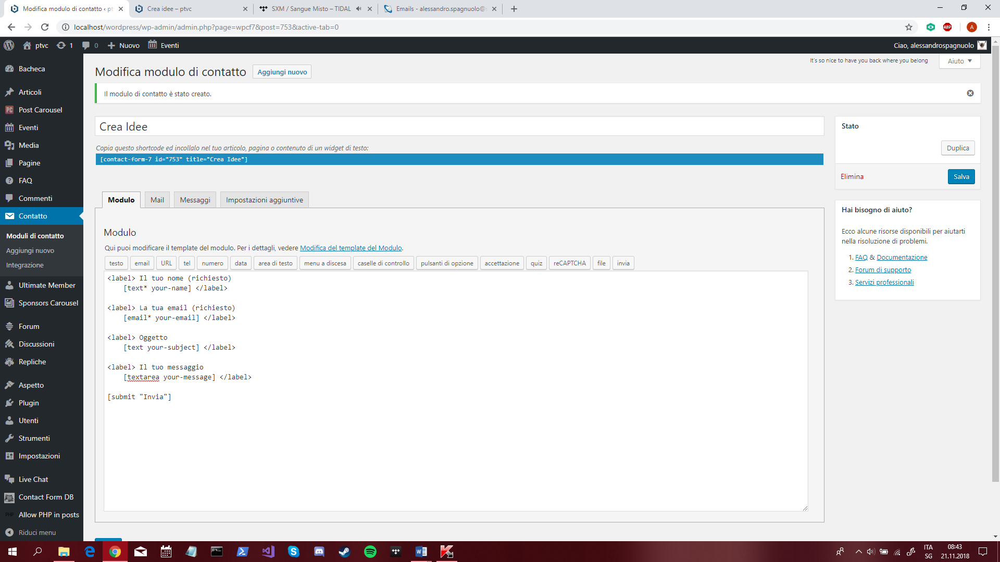 Modifica modulo di contatto ‹ pt
Crea idee – ptvc
SXM / Sangue Misto – TIDAL
Emails - alessandro.spagnuolo@
localhost/wordpress/wp-admin/admin.php?page=wpcf7&post=753&active-tab=0
ABP
A
ptvc
1
0
Nuovo
Eventi
Ciao, alessandrospagnuolo
It's so nice to have you back where you belong
Aiuto
Bacheca
Articoli
PC Post Carousel
Eventi
Media
Pagine
FAQ
Commenti
Contatto
Moduli di contatto
Aggiungi nuovo
Integrazione
Ultimate Member
Sponsors Carousel
Forum
Discussioni
Repliche
Aspetto
Plugin
Utenti
Strumenti
Impostazioni
Live Chat
Contact Form DB
PHP Allow PHP in posts
Riduci menu
Modifica modulo di contatto
Aggiungi nuovo
Il modulo di contatto è stato creato.
Crea Idee
Copia questo shortcode ed incollalo nel tuo articolo, pagina o contenuto di un widget di testo:
[contact-form-7 id="753" title="Crea Idee"]
Modulo
Mail
Messaggi
Impostazioni aggiuntive
Modulo
Qui puoi modificare il template del modulo. Per i dettagli, vedere Modifica del template del Modulo.
testo
email
URL
tel
numero
data
area di testo
menu a discesa
caselle di controllo
pulsanti di opzione
accettazione
quiz
reCAPTCHA
file
invia
<label> Il tuo nome (richiesto)
[text* your-name] </label>
<label> La tua email (richiesto)
[email* your-email] </label>
<label> Oggetto
[text your-subject] </label>
<label> Il tuo messaggio
[textarea your-message] </label>
[submit "Invia"]
Stato
Duplica
Elimina
Salva
Hai bisogno di aiuto?
Ecco alcune risorse disponibili per aiutarti
nella risoluzione di problemi.
1. FAQ & Documentazione
2. Forum di supporto
3. Servizi professionali
ITA
SG
08:43
21.11.2018